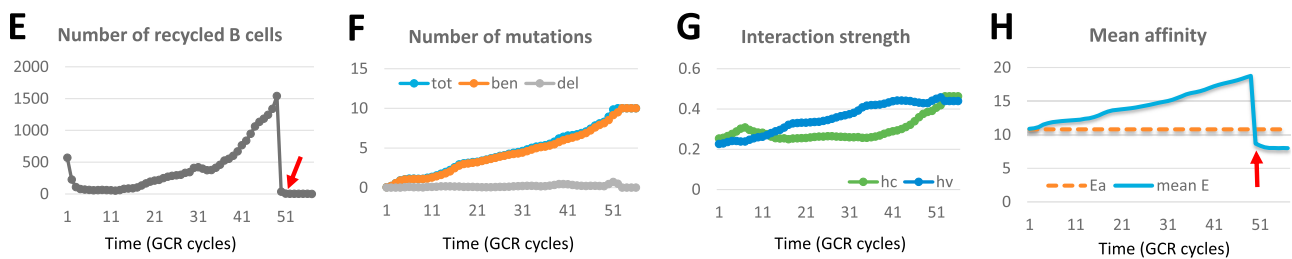 E Number of recycled B cells
2000
1500
1000
500
0
1 11 21 31 41 51
Time (GCR cycles)
F Number of mutations
15
tot ben del
10
5
0
1 11 21 31 41 51
Time (GCR cycles)
G Interaction strength
0.6
0.4
0.2
hc hv
0
1 11 21 31 41 51
Time (GCR cycles)
H Mean affinity
20
15
10
5
Ea mean E
0
1 11 21 31 41 51
Time (GCR cycles)